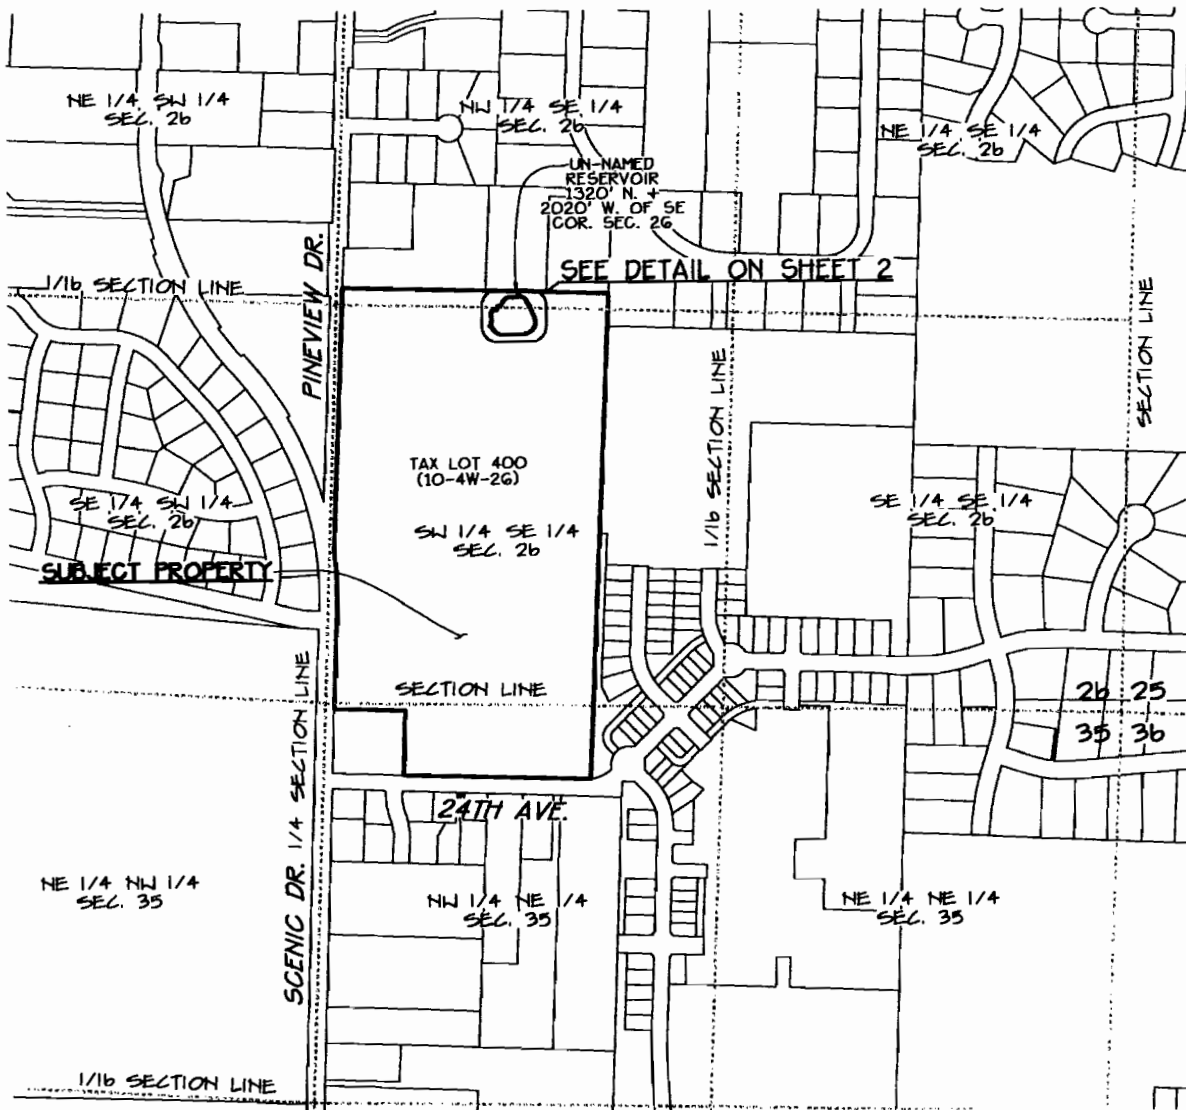 NE 1/4 SW 1/4
SEC. 26
NW 1/4 SE 1/4
SEC. 26
NE 1/4 SE 1/4
SEC. 26
UN-NAMED
RESERVOIR
1320' N. +
2020' W. OF SE
COR. SEC. 26
SEE DETAIL ON SHEET 2
1/16 SECTION LINE
PINEVIEW DR.
SECTION LINE
1/16 SECTION LINE
TAX LOT 400
(10-4W-26)
SE 1/4 SW 1/4
SEC. 26
SW 1/4 SE 1/4
SEC. 26
SE 1/4 SE 1/4
SEC. 26
SUBJECT PROPERTY
SECTION LINE
26 25
35 36
SCENIC DR. 1/4 SECTION LINE
24TH AVE.
NE 1/4 NW 1/4
SEC. 35
NW 1/4 NE 1/4
SEC. 35
NE 1/4 NE 1/4
SEC. 35
1/16 SECTION LINE